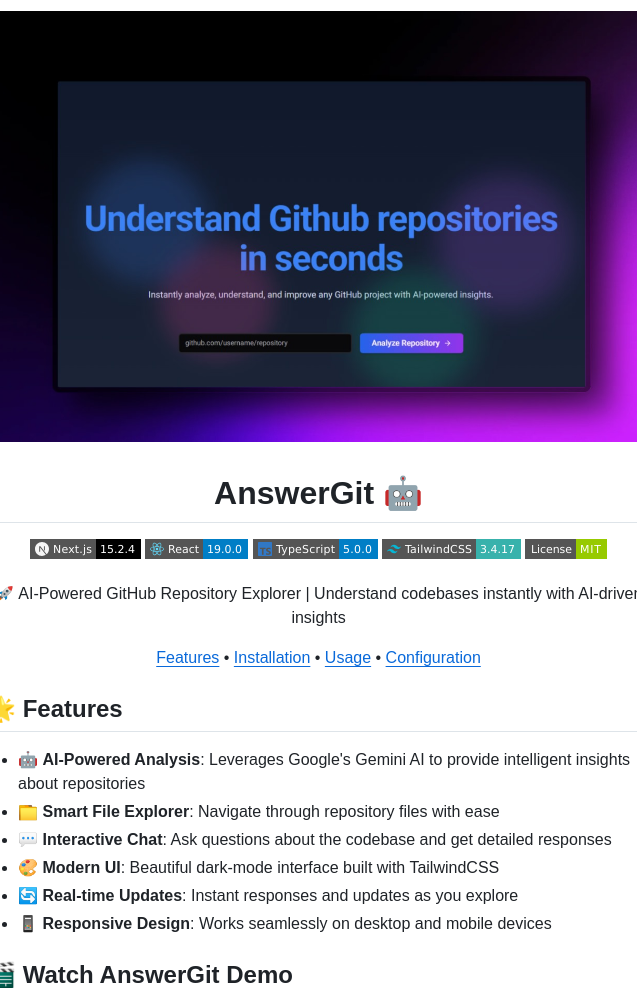 Understand Github repositories
in seconds
Instantly analyze, understand, and improve any GitHub project with AI-powered insights.
github.com/username/repository
Analyze Repository →
AnswerGit 🤖
Next.js 15.2.4 React 19.0.0 TypeScript 5.0.0 TailwindCSS 3.4.17 License MIT
🚀 AI-Powered GitHub Repository Explorer | Understand codebases instantly with AI-driven
insights
Features • Installation • Usage • Configuration
🌟 Features
• 🤖 AI-Powered Analysis: Leverages Google's Gemini AI to provide intelligent insights
about repositories
• 📁 Smart File Explorer: Navigate through repository files with ease
• 💬 Interactive Chat: Ask questions about the codebase and get detailed responses
• 🎨 Modern UI: Beautiful dark-mode interface built with TailwindCSS
• 🔄 Real-time Updates: Instant responses and updates as you explore
• 📱 Responsive Design: Works seamlessly on desktop and mobile devices
🎬 Watch AnswerGit Demo